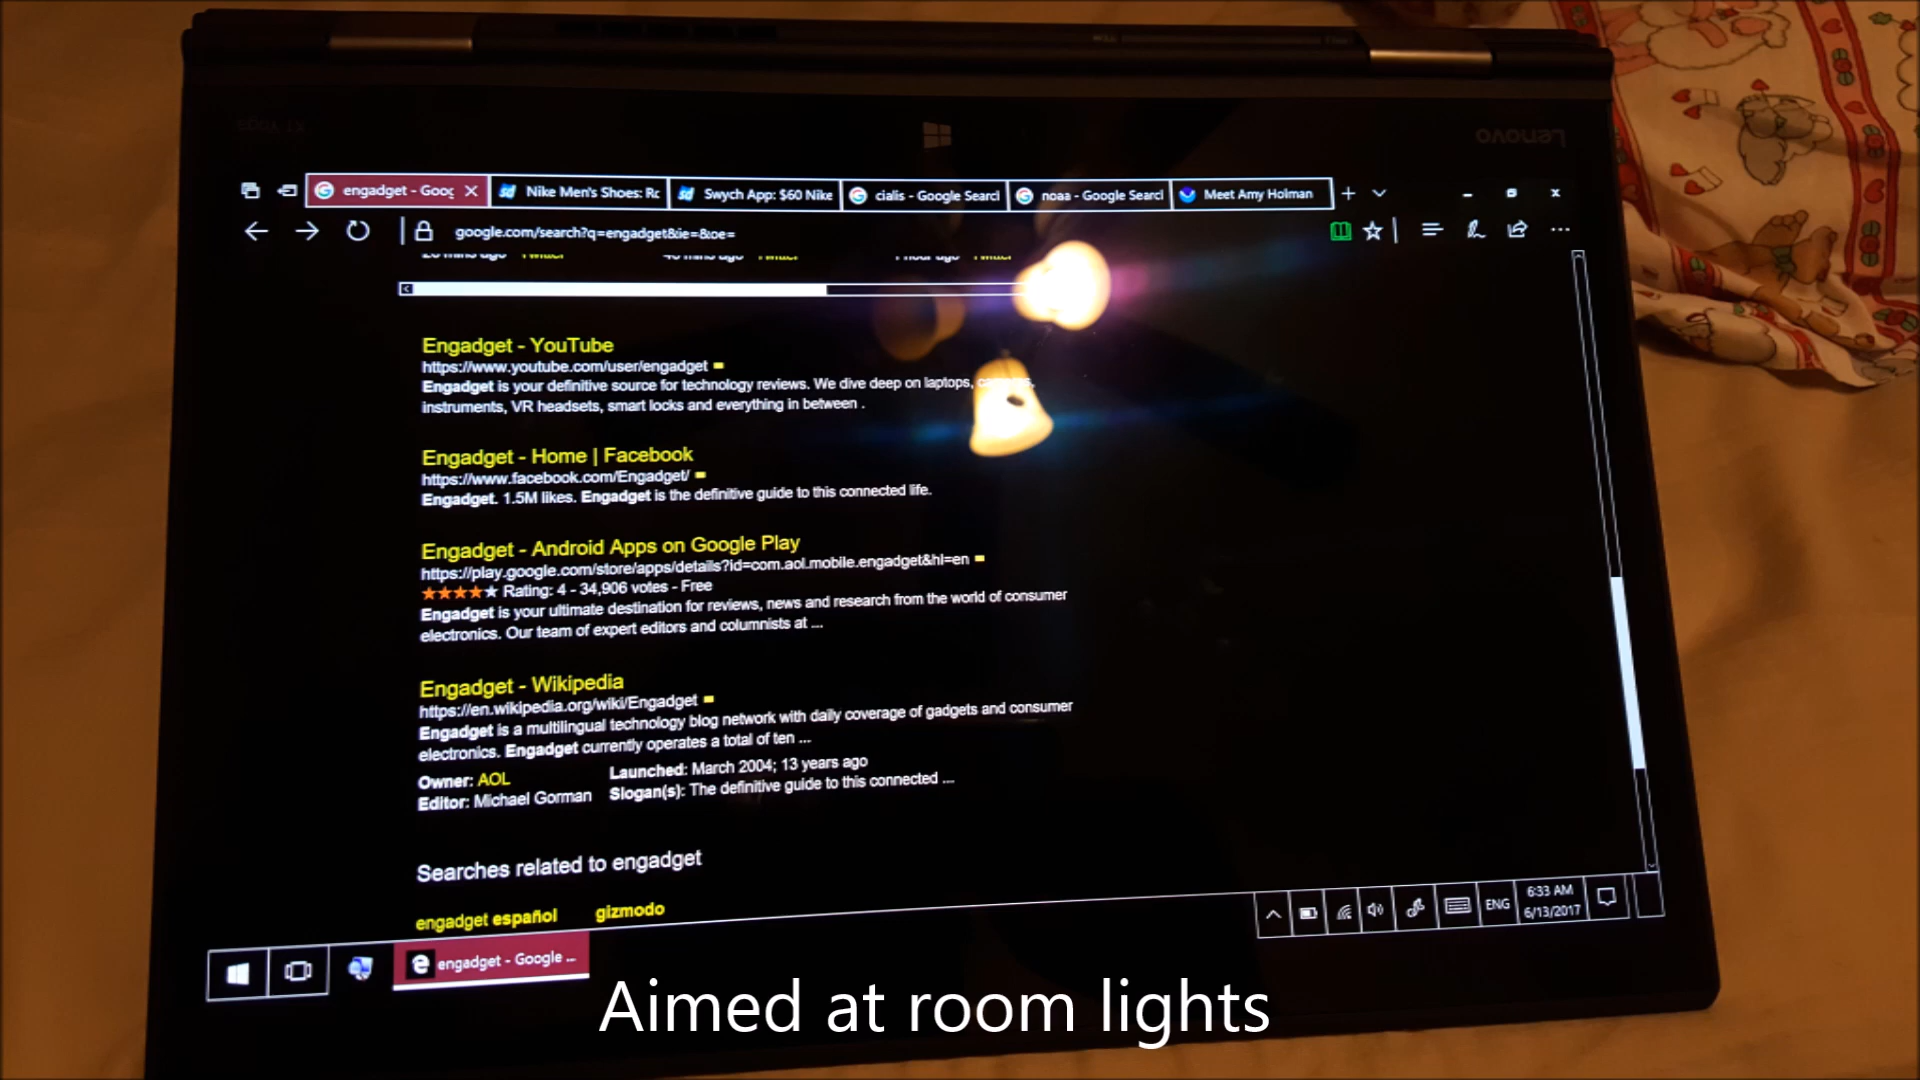 Lenovo
engadget - Goog
Nike Men's Shoes: Ro
Swych App: $60 Nike
cialis - Google Search
noaa - Google Search
Meet Amy Holman
google.com/search?q=engadget&ie=&oe=
Engadget - YouTube
https://www.youtube.com/user/engadget
Engadget is your definitive source for technology reviews. We dive deep on laptops, cameras,
instruments, VR headsets, smart locks and everything in between .
Engadget - Home | Facebook
https://www.facebook.com/Engadget/
Engadget. 1.5M likes. Engadget is the definitive guide to this connected life.
Engadget - Android Apps on Google Play
https://play.google.com/store/apps/details?id=com.aol.mobile.engadget&hl=en
Rating: 4 - 34,906 votes - Free
Engadget is your ultimate destination for reviews, news and research from the world of consumer
electronics. Our team of expert editors and columnists at ...
Engadget - Wikipedia
https://en.wikipedia.org/wiki/Engadget
Engadget is a multilingual technology blog network with daily coverage of gadgets and consumer
electronics. Engadget currently operates a total of ten ...
Owner: AOL
Launched: March 2004; 13 years ago
Editor: Michael Gorman
Slogan(s): The definitive guide to this connected ...
Searches related to engadget
engadget español
gizmodo
ENG
6:33 AM
6/13/2017
engadget - Google ...
Aimed at room lights